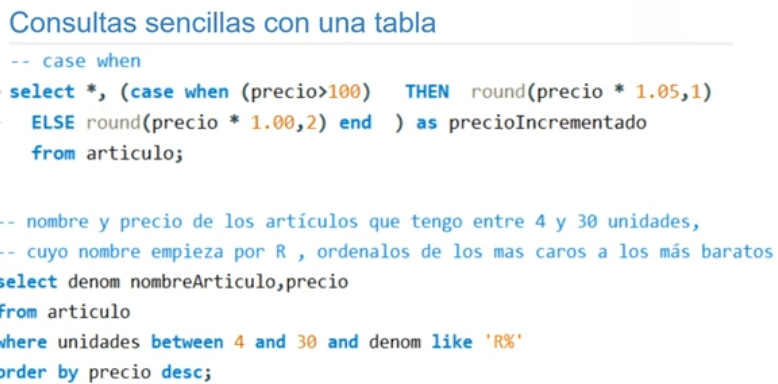 Consultas sencillas con una tabla
-- case when
select *, (case when (precio>100) THEN round(precio * 1.05,1)
ELSE round(precio * 1.00,2) end ) as precioIncrementado
from articulo;
-- nombre y precio de los artículos que tengo entre 4 y 30 unidades,
-- cuyo nombre empieza por R , ordenalos de los mas caros a los más baratos
select denom nombreArticulo,precio
from articulo
where unidades between 4 and 30 and denom like 'R%'
order by precio desc;